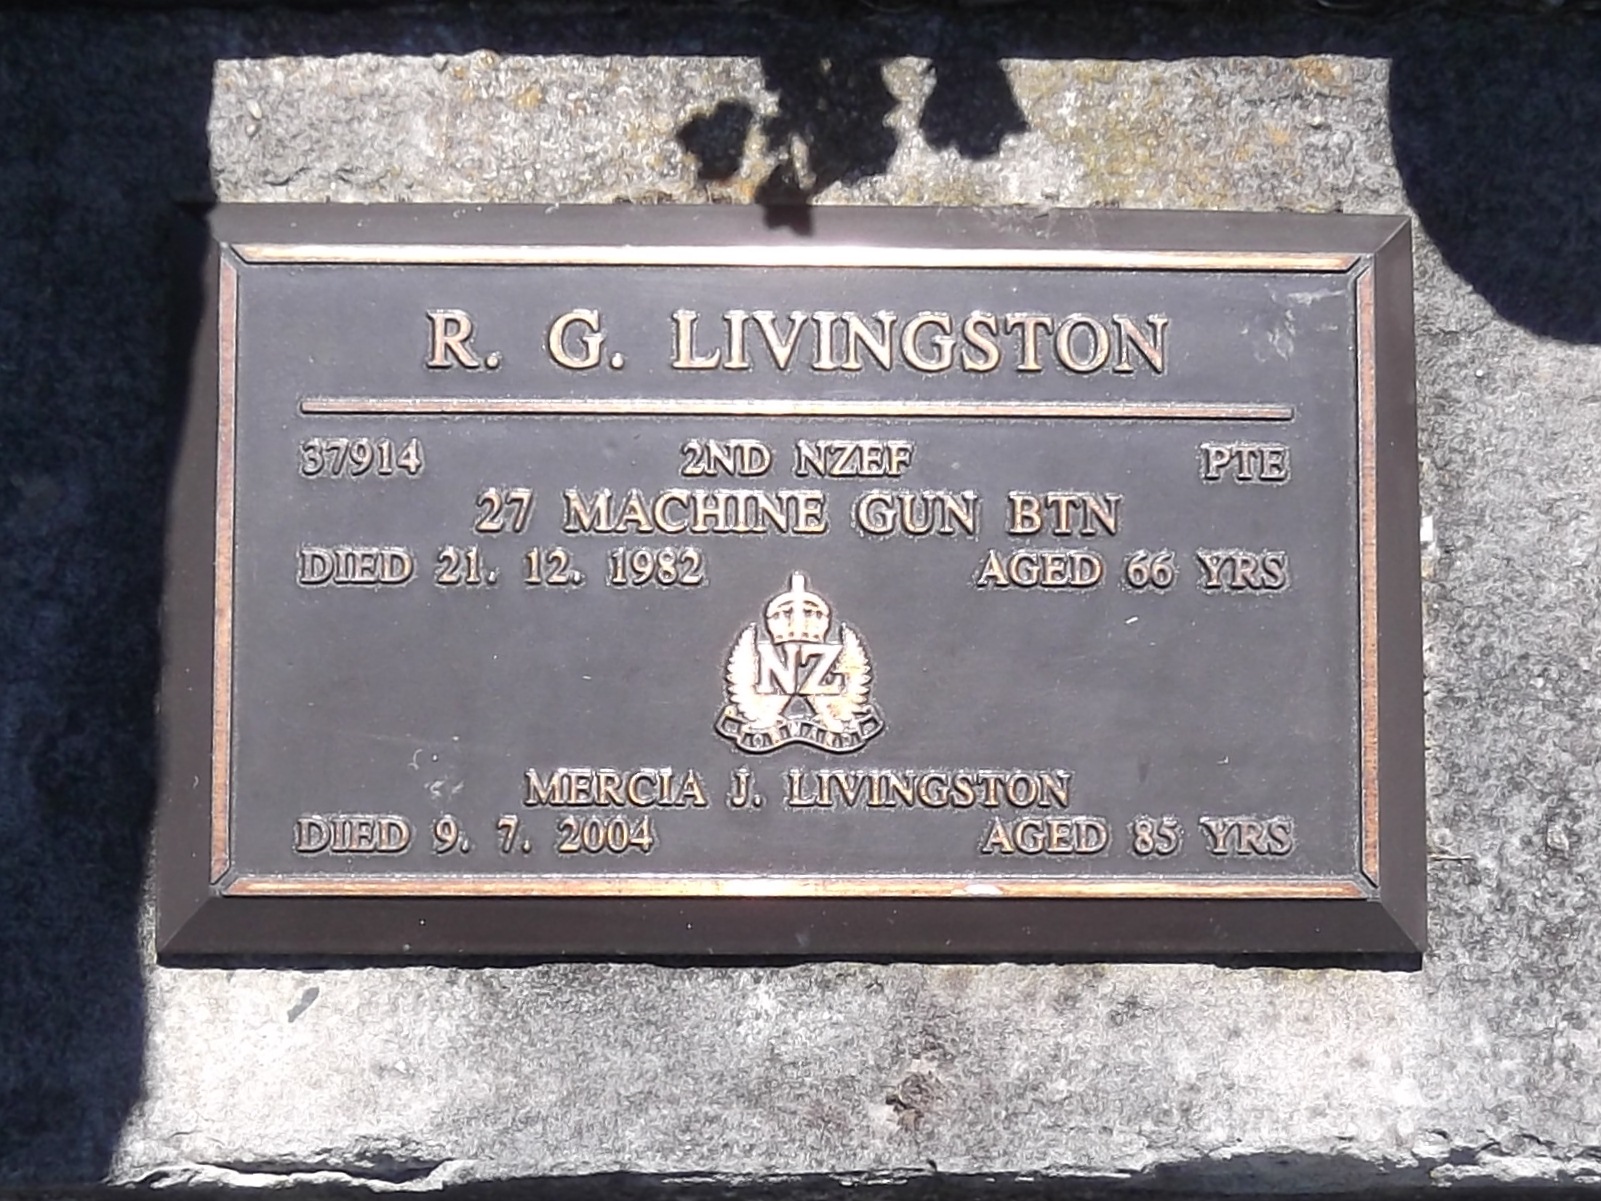 R. G. LIVINGSTON
37914 2ND NZEF PTE
27 MACHINE GUN BTN
DIED 21. 12. 1982 AGED 66 YRS
NZ
MERCIA J. LIVINGSTON
DIED 9. 7. 2004 AGED 85 YRS